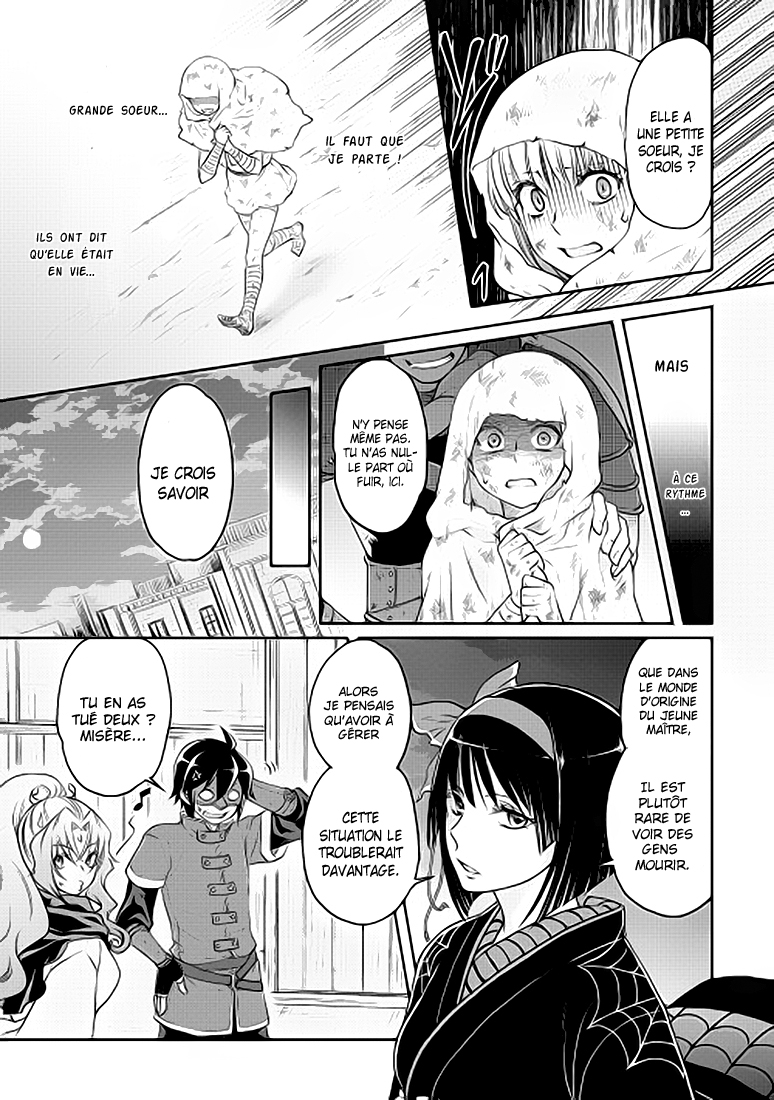 ELLE
A
UNE PETITE
SOEUR, JE
CROIS ?
GRANDE SOEUR...
IL FAUT QUE
JE PARTE !
ILS ONT DIT
QU'ELLE ÉTAIT
EN VIE...
MAIS
À CE
RYTHME
...
N'Y PENSE
MÊME PAS.
TU N'AS NUL-
LE PART OÙ
FUIR, ICI.
JE CROIS
SAVOIR
QUE DANS
LE MONDE
D'ORIGINE
DU JEUNE
MAÎTRE,
IL EST
PLUTÔT
RARE DE
VOIR DES
GENS
MOURIR.
ALORS
JE PENSAIS
QU'AVOIR À
GÉRER
CETTE
SITUATION LE
TROUBLERAIT
DAVANTAGE.
TU EN AS
TUÉ DEUX ?
MISÈRE...